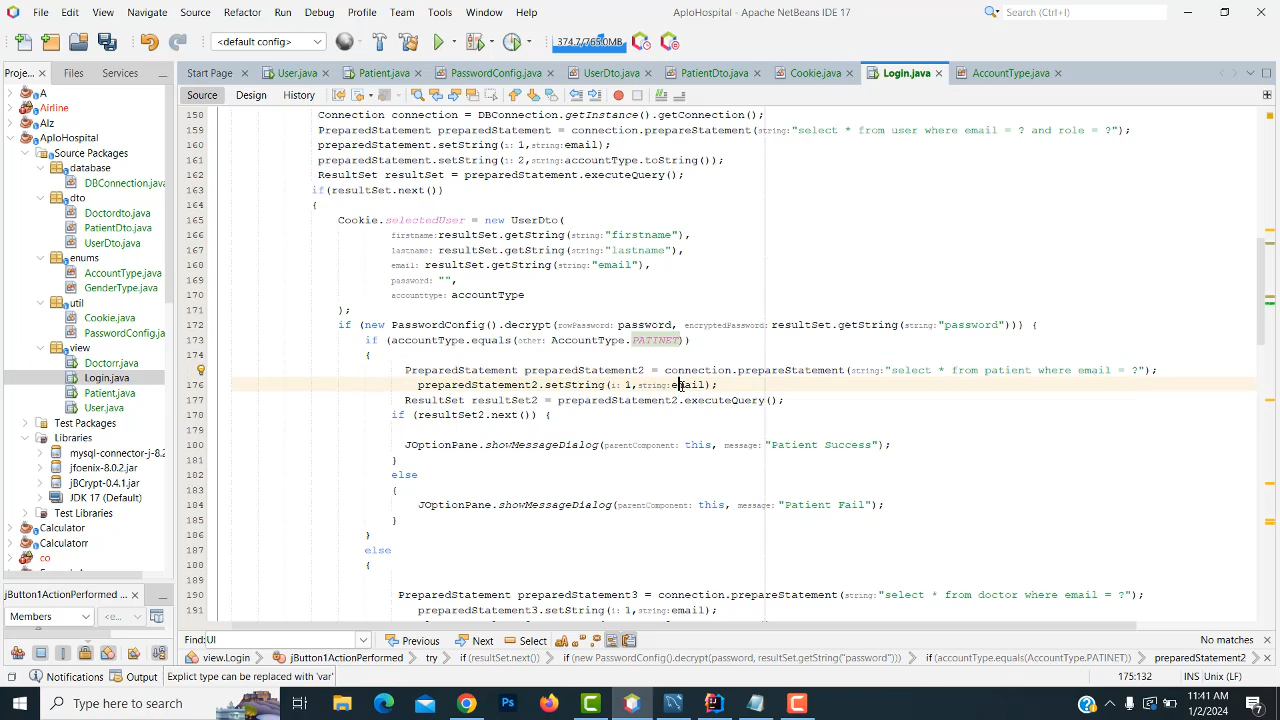 File Edit View Navigate Source Refactor Run Debug Profile Team Tools Window Help AploHospital - Apache NetBeans IDE 17 Search (Ctrl+I)
<default config> 374.7/765.0MB
Proje... Files Services Start Page User.java Patient.java PasswordConfig.java UserDto.java PatientDto.java Cookie.java Login.java AccountType.java
Source Design History
A
Airline
Alz
AploHospital
Source Packages
database
DBConnection.java
dto
Doctordto.java
PatientDto.java
UserDto.java
enums
AccountType.java
GenderType.java
util
Cookie.java
PasswordConfig.java
view
Doctorr.java
Login.java
Patient.java
User.java
Test Packages
Libraries
mysql-connector-j-8.2
jfoenix-8.0.2.jar
jBCrypt-0.4.1.jar
JDK 17 (Default)
Test Libraries
Calculator
Calculatorn
co
158 Connection connection = DBConnection.getInstance().getConnection();
159 PreparedStatement preparedStatement = connection.prepareStatement(string:"select * from user where email = ? and role = ?");
160 preparedStatement.setString(i: 1,string:email);
161 preparedStatement.setString(i: 2,string:accountType.toString());
162 ResultSet resultSet = preparedStatement.executeQuery();
163 if(resultSet.next())
164 {
165 Cookie.selectedUser = new UserDto(
166 firstname:resultSet.getString(string:"firstname"),
167 lastname: resultSet.getString(string:"lastname"),
168 email: resultSet.getString(string:"email"),
169 password: "",
170 accounttype: accountType
171 );
172 if (new PasswordConfig().decrypt(rowPassword: password, encryptedPassword:resultSet.getString(string:"password"))) {
173 if (accountType.equals(other: AccountType.PATINET))
174 {
PreparedStatement preparedStatement2 = connection.prepareStatement(string:"select * from patient where email = ?");
176 preparedStatement2.setString(i: 1,string:email);
177 ResultSet resultSet2 = preparedStatement2.executeQuery();
178 if (resultSet2.next()) {
179
180 JOptionPane.showMessageDialog(parentComponent: this, message:"Patient Success");
181 }
182 else
183 {
184 JOptionPane.showMessageDialog(parentComponent: this, message:"Patient Fail");
185 }
186 }
187 else
188 {
189
190 PreparedStatement preparedStatement3 = connection.prepareStatement(string:"select * from doctor where email = ?");
191 preparedStatement3.setString(i: 1,string:email);
jButton1ActionPerformed
Members <e...
Find: UI Previous Next Select No matches
view.Login jButton1ActionPerformed try if (resultSet.next()) if (new PasswordConfig().decrypt(password, resultSet.getString("password"))) if (accountType.equals(AccountType.PATINET)) preparedStatement2
Notifications Output Explict type can be replaced with 'var' 175:132 INS Unix (LF)
Type here to search 11:41 AM
1/2/2024